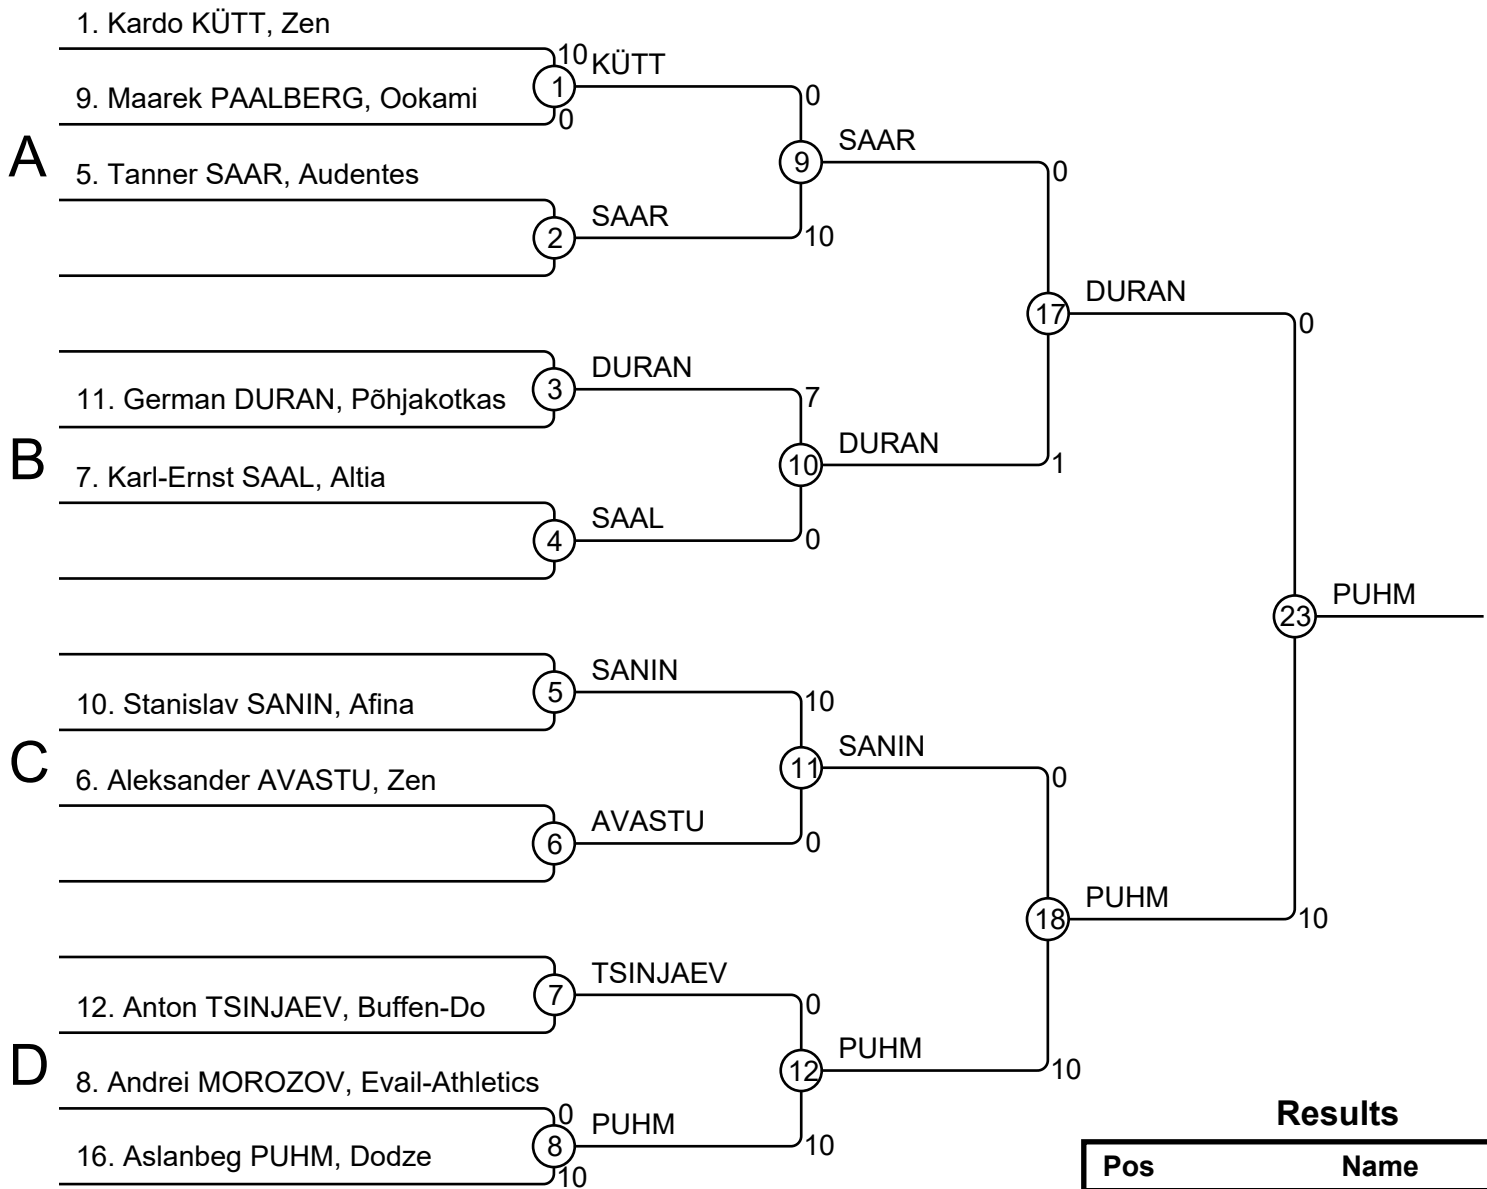 1. Kardo KÜTT, Zen
10
KÜTT
1
9. Maarek PAALBERG, Ookami
0
0
A
SAAR
9
0
5. Tanner SAAR, Audentes
SAAR
2
10
DURAN
17
0
DURAN
3
7
11. German DURAN, Põhjakotkas
B
DURAN
10
1
7. Karl-Ernst SAAL, Altia
SAAL
4
0
PUHM
23
SANIN
5
10
10. Stanislav SANIN, Afina
C
SANIN
11
0
6. Aleksander AVASTU, Zen
AVASTU
6
0
PUHM
18
10
TSINJAEV
7
0
12. Anton TSINJAEV, Buffen-Do
D
PUHM
12
10
8. Andrei MOROZOV, Evail-Athletics
0
PUHM
8
10
16. Aslanbeg PUHM, Dodze
10
Results
Pos Name